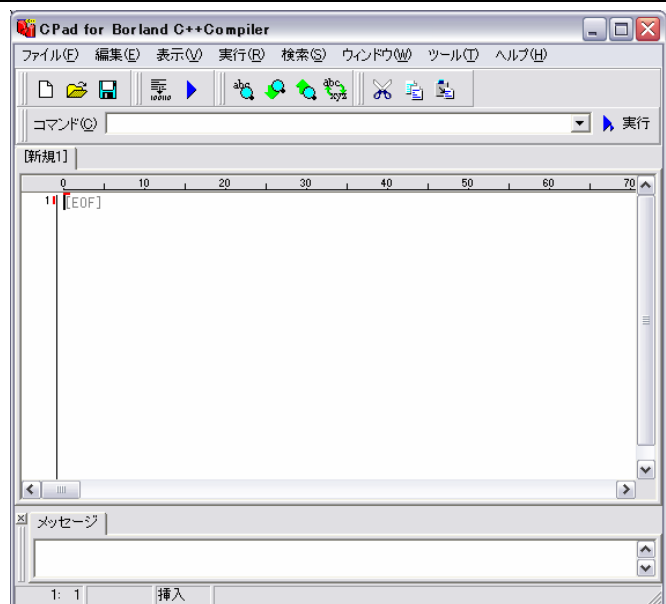 CPad for Borland C++Compiler
ファイル(F) 編集(E) 表示(V) 実行(R) 検索(S) ウィンドウ(W) ツール(T) ヘルプ(H)
コマンド(C) 実行
[新規1]
0 10 20 30 40 50 60 70
1 [EOF]
メッセージ
1: 1 挿入